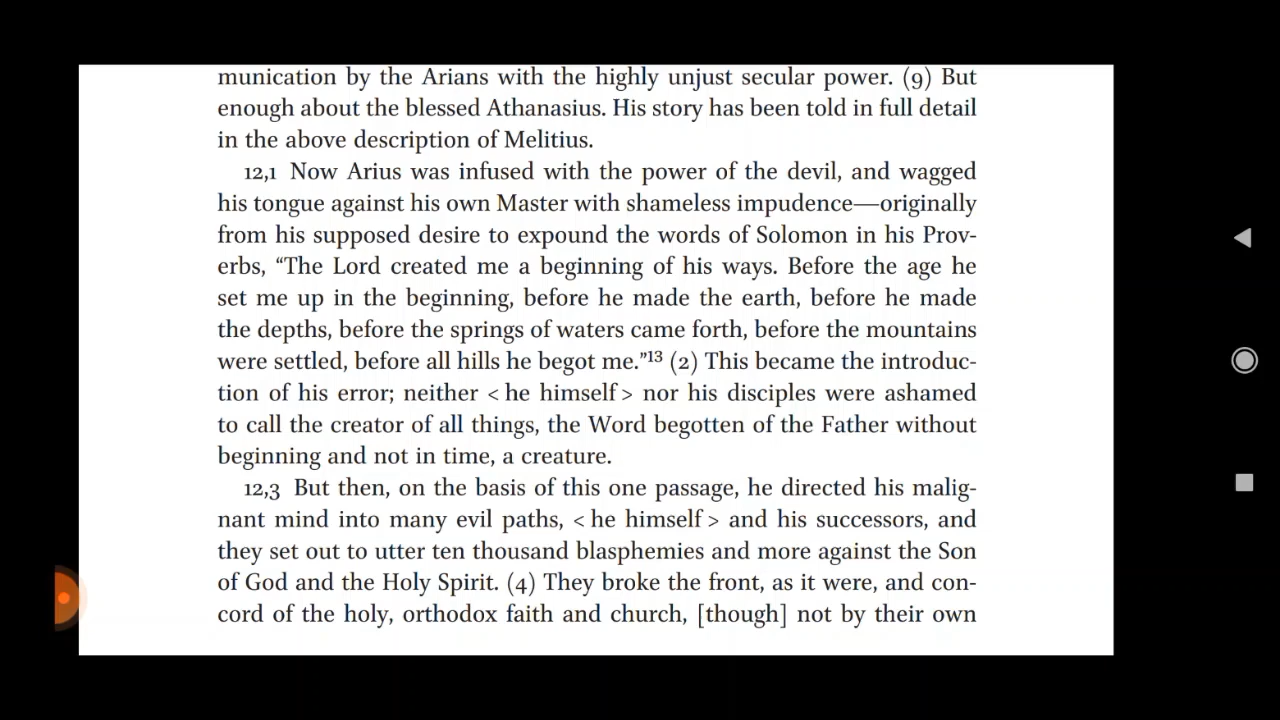 munication by the Arians with the highly unjust secular power. (9) But
enough about the blessed Athanasius. His story has been told in full detail
in the above description of Melitius.
12,1 Now Arius was infused with the power of the devil, and wagged
his tongue against his own Master with shameless impudence—originally
from his supposed desire to expound the words of Solomon in his Prov-
erbs, “The Lord created me a beginning of his ways. Before the age he
set me up in the beginning, before he made the earth, before he made
the depths, before the springs of waters came forth, before the mountains
were settled, before all hills he begot me.”13 (2) This became the introduc-
tion of his error; neither < he himself > nor his disciples were ashamed
to call the creator of all things, the Word begotten of the Father without
beginning and not in time, a creature.
12,3 But then, on the basis of this one passage, he directed his malig-
nant mind into many evil paths, < he himself > and his successors, and
they set out to utter ten thousand blasphemies and more against the Son
of God and the Holy Spirit. (4) They broke the front, as it were, and con-
cord of the holy, orthodox faith and church, [though] not by their own